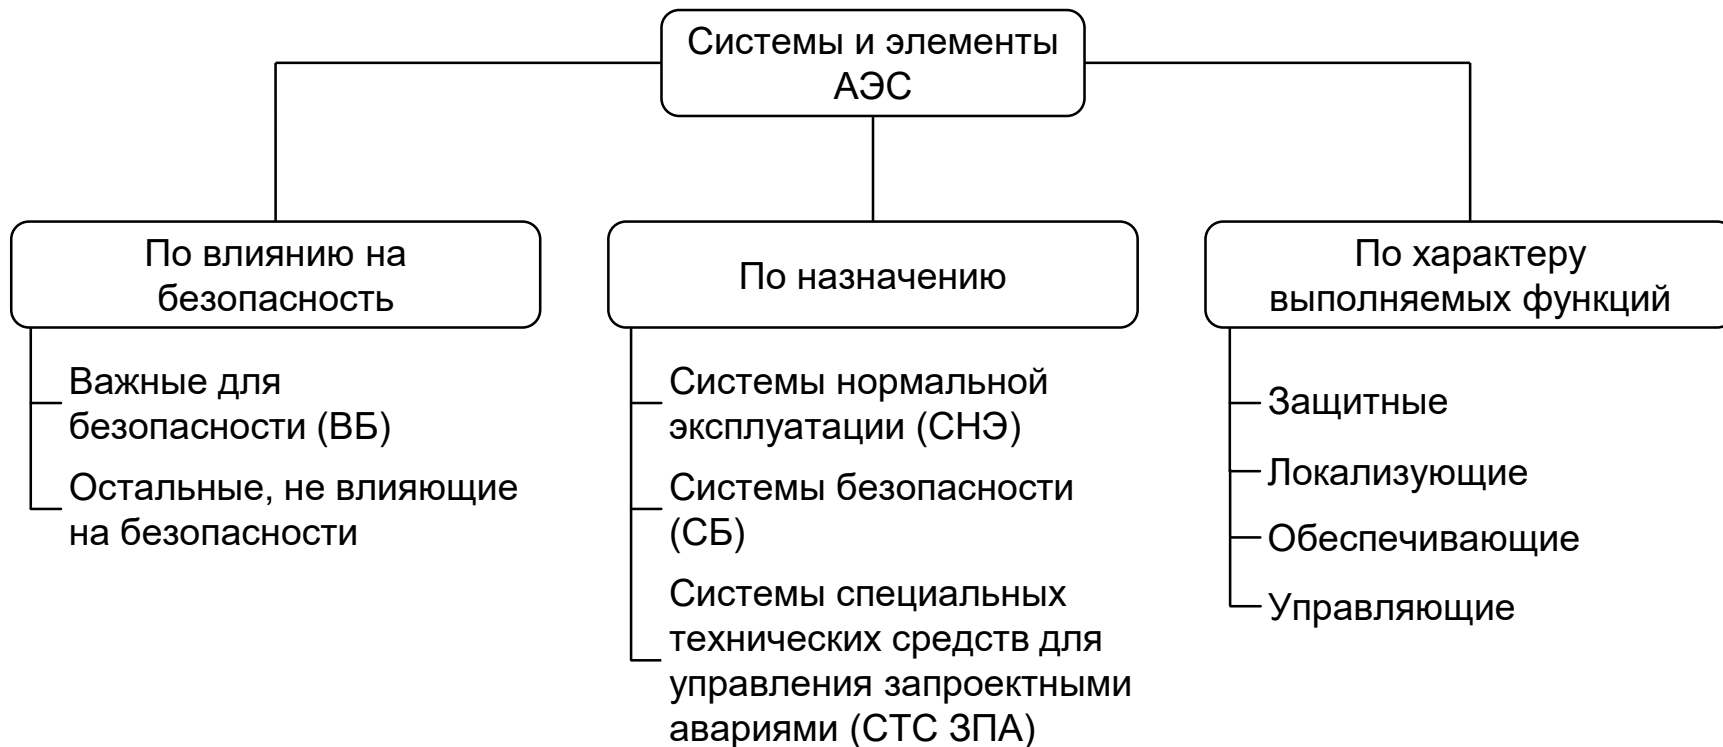 Системы и элементы
АЭС
По влиянию на
безопасность
Важные для
безопасности (ВБ)
Остальные, не влияющие
на безопасности
По назначению
Системы нормальной
эксплуатации (СНЭ)
Системы безопасности
(СБ)
Системы специальных
технических средств для
управления запроектными
авариями (СТС ЗПА)
По характеру
выполняемых функций
Защитные
Локализующие
Обеспечивающие
Управляющие